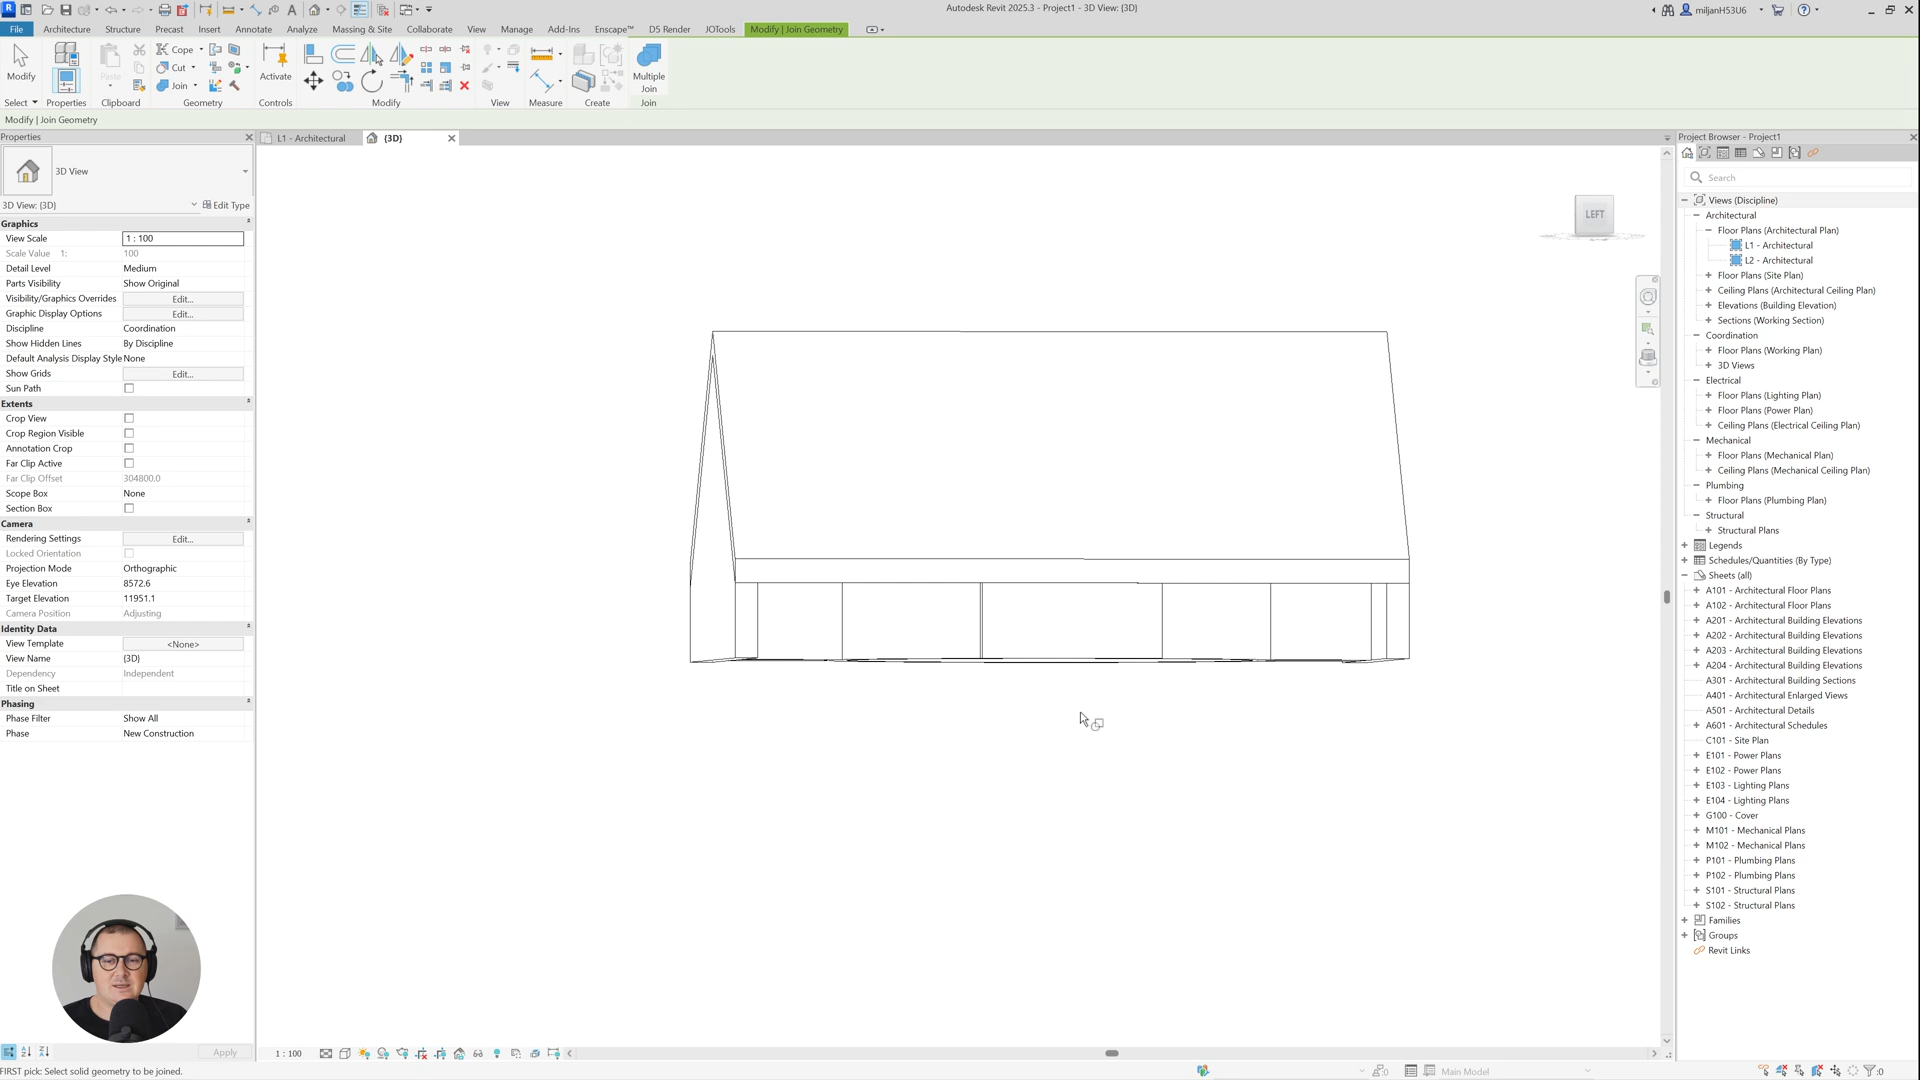 Autodesk Revit 2025.3 - Project1 - 3D View: {3D}
miljanH53U6
File Architecture Structure Precast Insert Annotate Analyze Massing & Site Collaborate View Manage Add-Ins Enscape™ D5 Render JOTools Modify | Join Geometry
Modify Paste Cope Cut Join Activate Multiple Join
Select Properties Clipboard Geometry Controls Modify View Measure Create Join
Modify | Join Geometry
Properties
3D View
3D View: {3D} Edit Type
Graphics
View Scale 1 : 100
Scale Value 1: 100
Detail Level Medium
Parts Visibility Show Original
Visibility/Graphics Overrides Edit...
Graphic Display Options Edit...
Discipline Coordination
Show Hidden Lines By Discipline
Default Analysis Display Style None
Show Grids Edit...
Sun Path
Extents
Crop View
Crop Region Visible
Annotation Crop
Far Clip Active
Far Clip Offset 304800.0
Scope Box None
Section Box
Camera
Rendering Settings Edit...
Locked Orientation
Projection Mode Orthographic
Eye Elevation 8572.6
Target Elevation 11951.1
Camera Position Adjusting
Identity Data
View Template <None>
View Name {3D}
Dependency Independent
Title on Sheet
Phasing
Phase Filter Show All
Phase New Construction
Apply
FIRST pick: Select solid geometry to be joined.
L1 - Architectural {3D}
LEFT
1 : 100
:0 Main Model :0
Project Browser - Project1
Search
Views (Discipline)
Architectural
Floor Plans (Architectural Plan)
L1 - Architectural
L2 - Architectural
Floor Plans (Site Plan)
Ceiling Plans (Architectural Ceiling Plan)
Elevations (Building Elevation)
Sections (Working Section)
Coordination
Floor Plans (Working Plan)
3D Views
Electrical
Floor Plans (Lighting Plan)
Floor Plans (Power Plan)
Ceiling Plans (Electrical Ceiling Plan)
Mechanical
Floor Plans (Mechanical Plan)
Ceiling Plans (Mechanical Ceiling Plan)
Plumbing
Floor Plans (Plumbing Plan)
Structural
Structural Plans
Legends
Schedules/Quantities (By Type)
Sheets (all)
A101 - Architectural Floor Plans
A102 - Architectural Floor Plans
A201 - Architectural Building Elevations
A202 - Architectural Building Elevations
A203 - Architectural Building Elevations
A204 - Architectural Building Elevations
A301 - Architectural Building Sections
A401 - Architectural Enlarged Views
A501 - Architectural Details
A601 - Architectural Schedules
C101 - Site Plan
E101 - Power Plans
E102 - Power Plans
E103 - Lighting Plans
E104 - Lighting Plans
G100 - Cover
M101 - Mechanical Plans
M102 - Mechanical Plans
P101 - Plumbing Plans
P102 - Plumbing Plans
S101 - Structural Plans
S102 - Structural Plans
Families
Groups
Revit Links